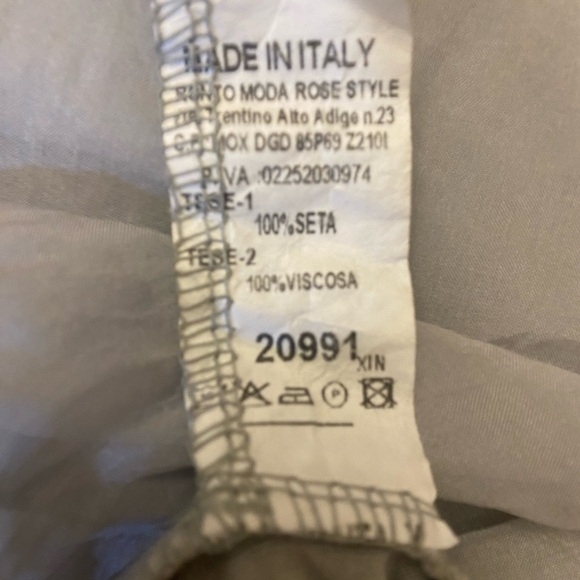 MADE IN ITALY
PUNTO MODA ROSE STYLE
Trentino Alto Adige n.23
DGD 85P69 Z210I
P.IVA :02252030974
TESE-1
100%SETA
TESE-2
100%VISCOSA
20991
XIN
P